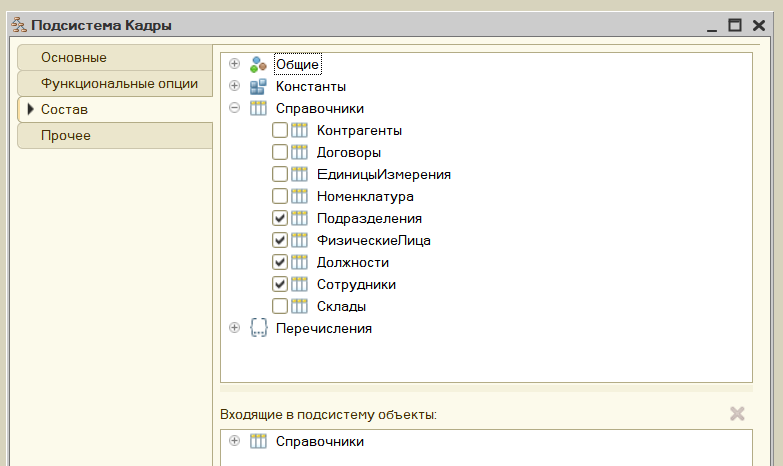 Подсистема Кадры
Основные
Функциональные опции
Состав
Прочее
Общие
Константы
Справочники
Контрагенты
Договоры
ЕдиницыИзмерения
Номенклатура
Подразделения
ФизическиеЛица
Должности
Сотрудники
Склады
Перечисления
Входящие в подсистему объекты:
Справочники